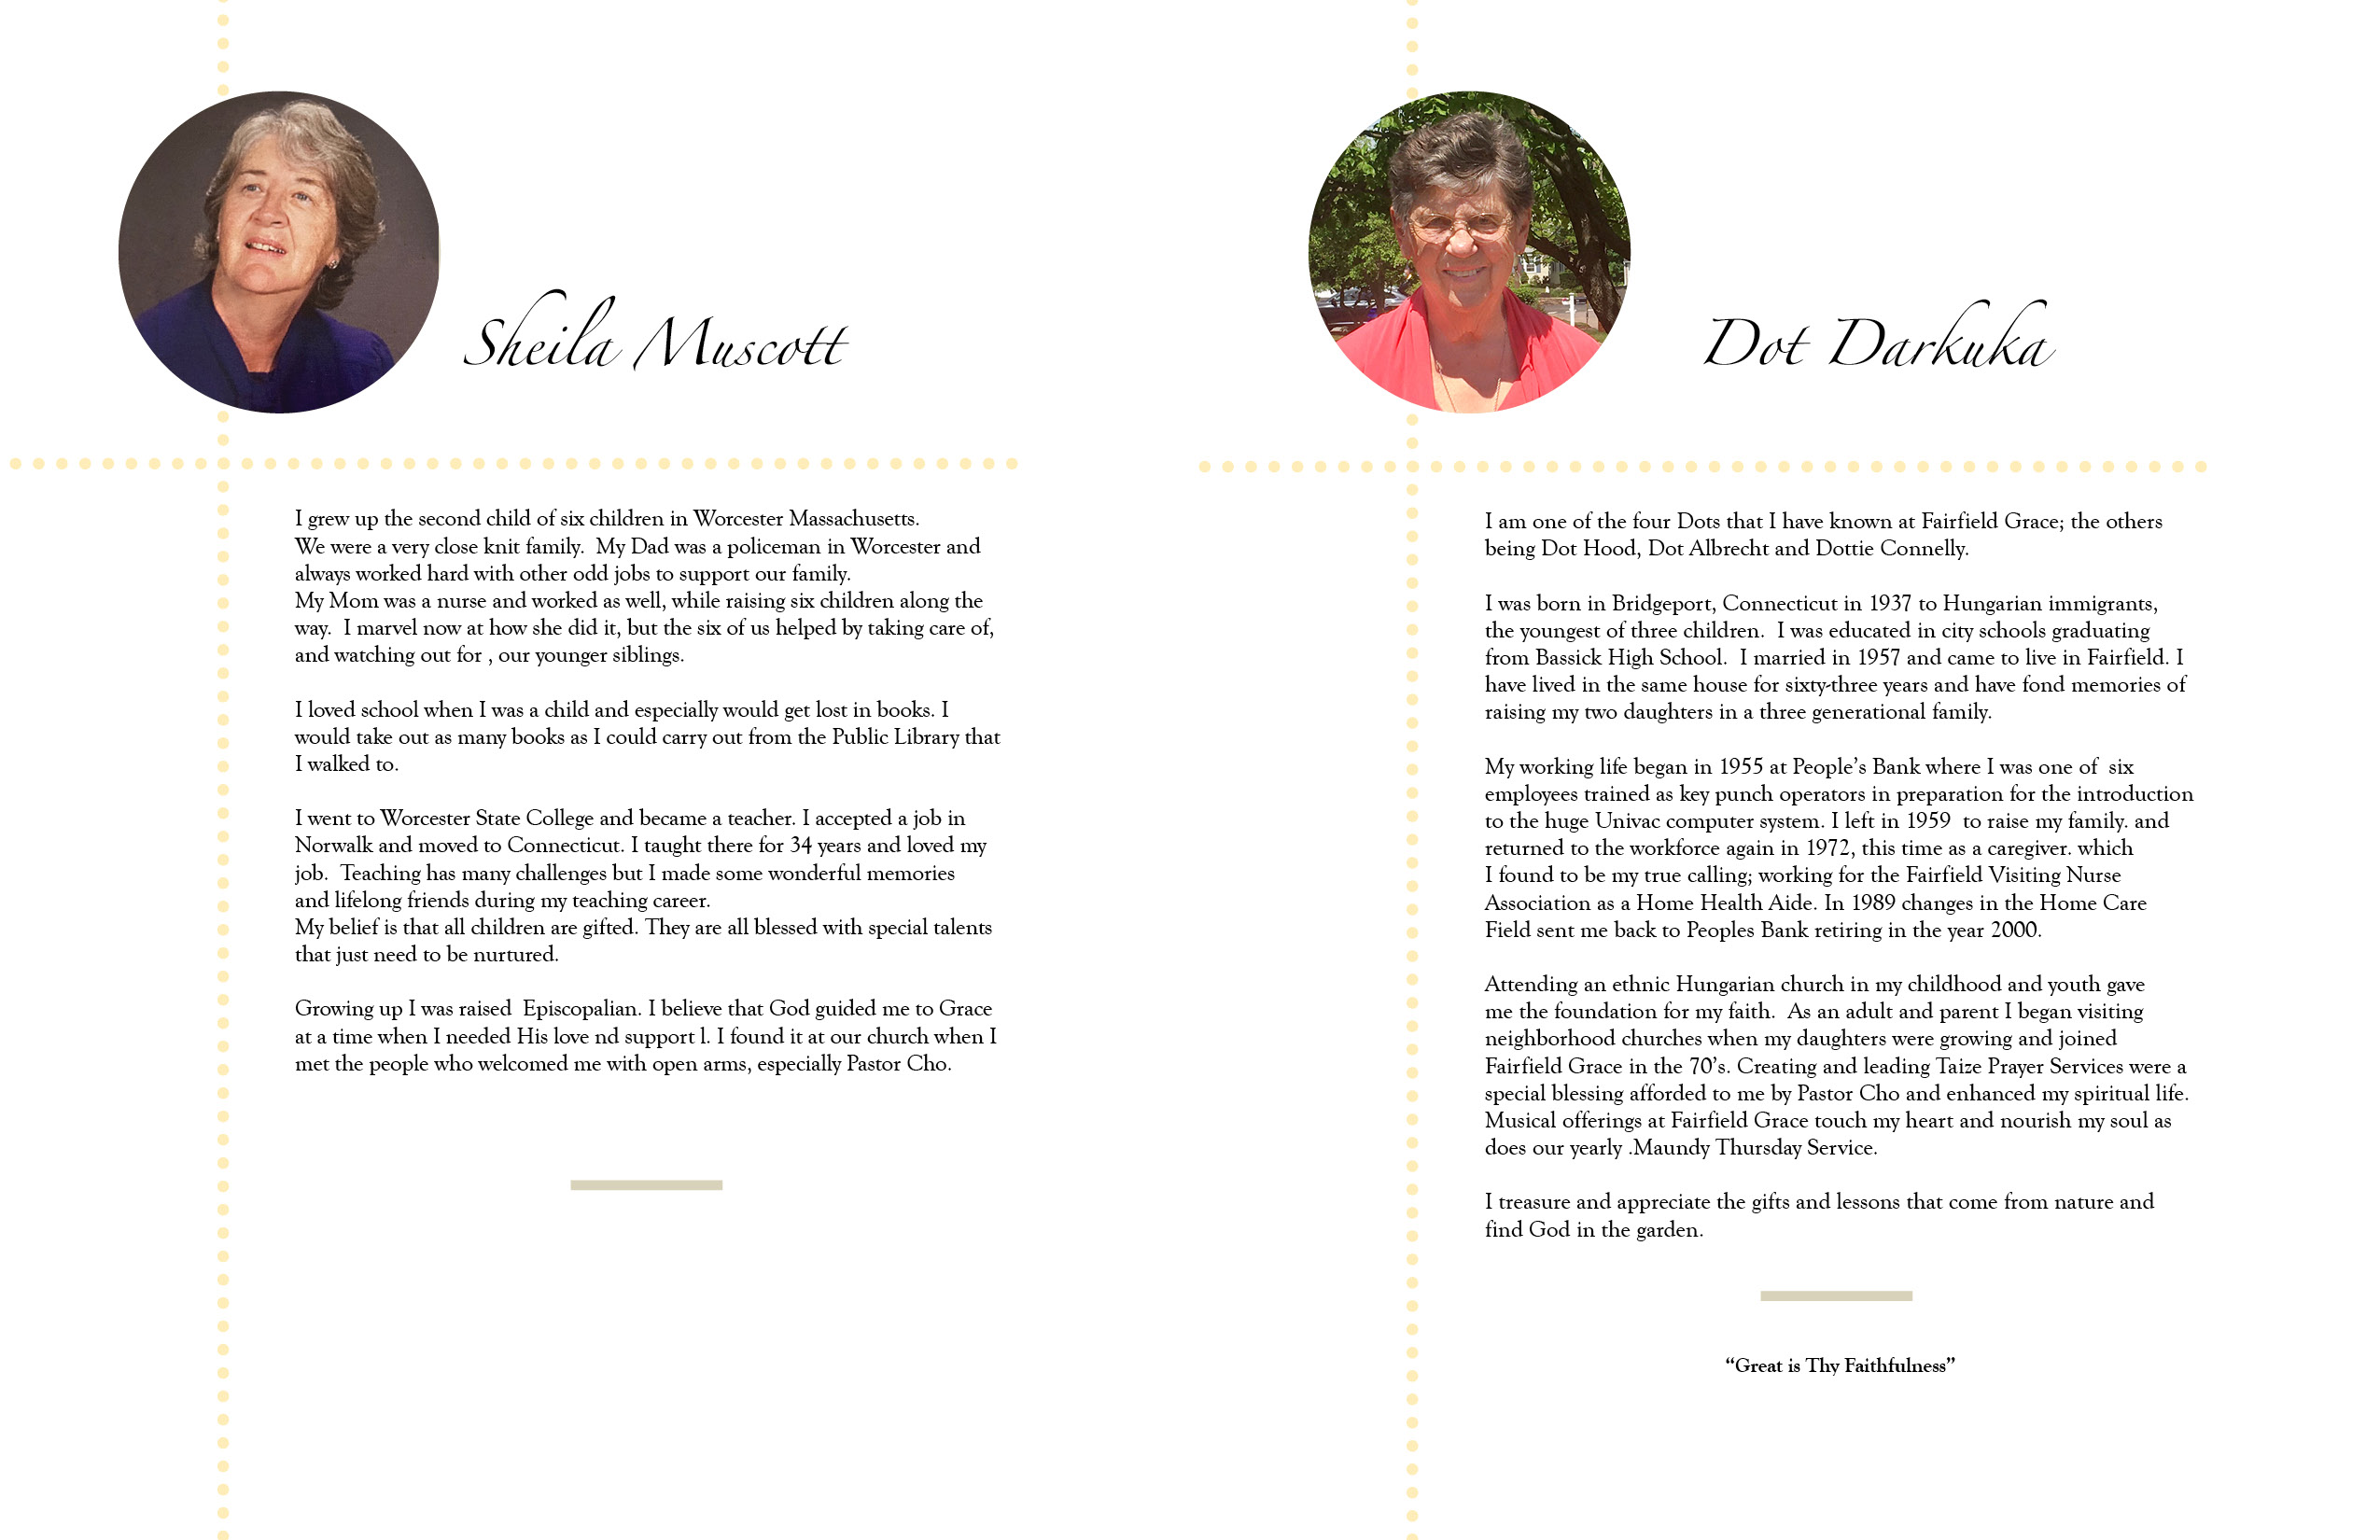 Sheila Muscott
I grew up the second child of six children in Worcester Massachusetts.
We were a very close knit family.  My Dad was a policeman in Worcester and
always worked hard with other odd jobs to support our family.
My Mom was a nurse and worked as well, while raising six children along the
way.  I marvel now at how she did it, but the six of us helped by taking care of,
and watching out for , our younger siblings.
I loved school when I was a child and especially would get lost in books. I
would take out as many books as I could carry out from the Public Library that
I walked to.
I went to Worcester State College and became a teacher. I accepted a job in
Norwalk and moved to Connecticut. I taught there for 34 years and loved my
job.  Teaching has many challenges but I made some wonderful memories
and lifelong friends during my teaching career.
My belief is that all children are gifted. They are all blessed with special talents
that just need to be nurtured.
Growing up I was raised  Episcopalian. I believe that God guided me to Grace
at a time when I needed His love nd support l. I found it at our church when I
met the people who welcomed me with open arms, especially Pastor Cho.
Dot Darkuka
I am one of the four Dots that I have known at Fairfield Grace; the others
being Dot Hood, Dot Albrecht and Dottie Connelly.
I was born in Bridgeport, Connecticut in 1937 to Hungarian immigrants,
the youngest of three children.  I was educated in city schools graduating
from Bassick High School.  I married in 1957 and came to live in Fairfield. I
have lived in the same house for sixty-three years and have fond memories of
raising my two daughters in a three generational family.
My working life began in 1955 at People’s Bank where I was one of  six
employees trained as key punch operators in preparation for the introduction
to the huge Univac computer system. I left in 1959  to raise my family. and
returned to the workforce again in 1972, this time as a caregiver. which
I found to be my true calling; working for the Fairfield Visiting Nurse
Association as a Home Health Aide. In 1989 changes in the Home Care
Field sent me back to Peoples Bank retiring in the year 2000.
Attending an ethnic Hungarian church in my childhood and youth gave
me the foundation for my faith.  As an adult and parent I began visiting
neighborhood churches when my daughters were growing and joined
Fairfield Grace in the 70’s. Creating and leading Taize Prayer Services were a
special blessing afforded to me by Pastor Cho and enhanced my spiritual life.
Musical offerings at Fairfield Grace touch my heart and nourish my soul as
does our yearly .Maundy Thursday Service.
I treasure and appreciate the gifts and lessons that come from nature and
find God in the garden.
“Great is Thy Faithfulness”